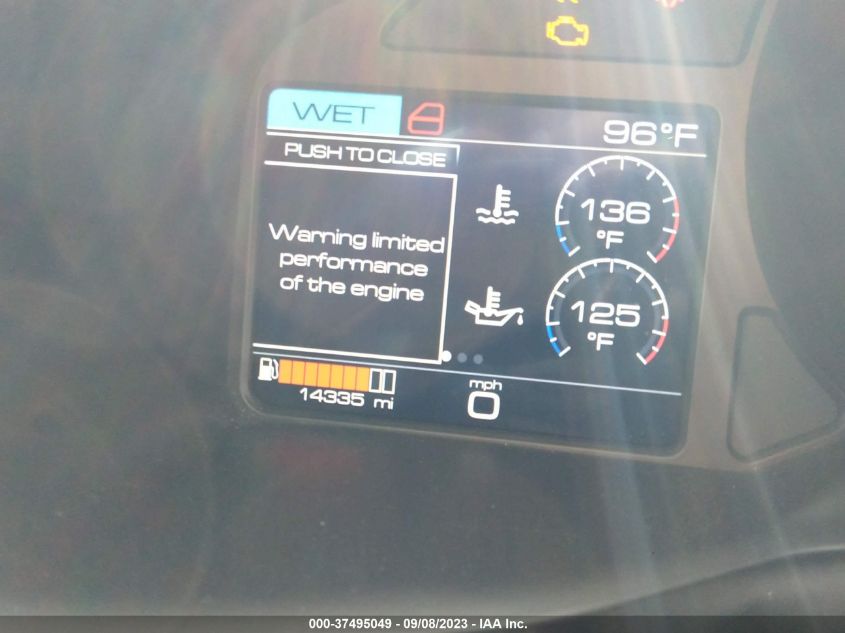 WET
96°F
PUSH TO CLOSE
Warning limited
performance
of the engine
136
°F
125
°F
14335 mi
mph
0
000-37495049 - 09/08/2023 - IAA Inc.